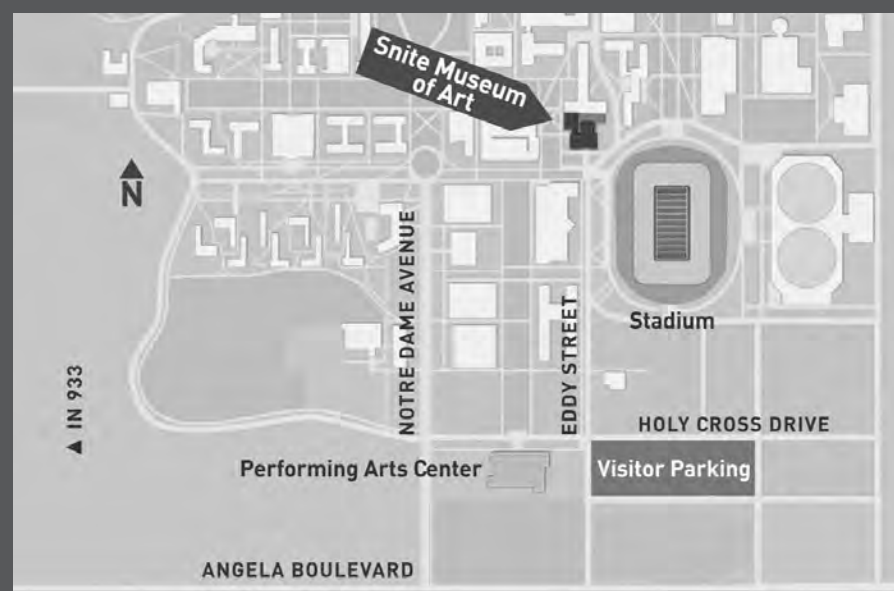 Snite Museum
of Art
N
NOTRE DAME AVENUE
EDDY STREET
Stadium
▲ IN 933
HOLY CROSS DRIVE
Performing Arts Center
Visitor Parking
ANGELA BOULEVARD